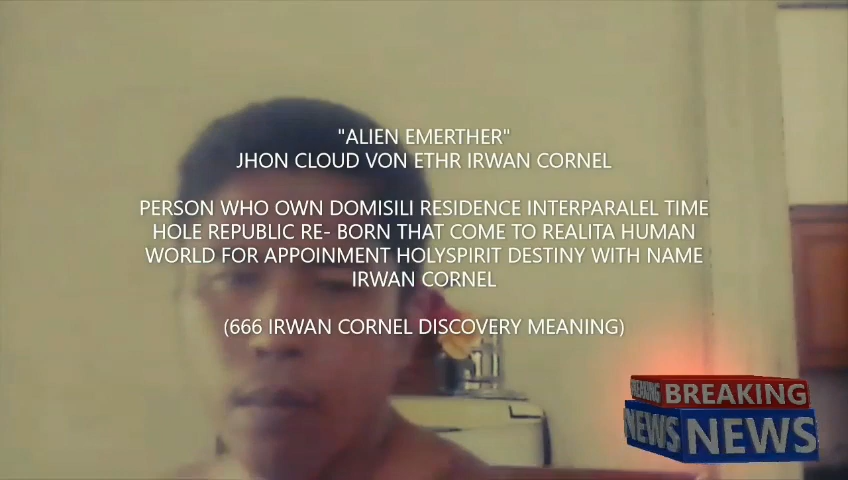 "ALIEN EMERTHER"
JHON CLOUD VON ETHR IRWAN CORNEL
PERSON WHO OWN DOMISILI RESIDENCE INTERPARALEL TIME
HOLE REPUBLIC RE- BORN THAT COME TO REALITA HUMAN
WORLD FOR APPOINMENT HOLYSPIRIT DESTINY WITH NAME
IRWAN CORNEL
(666 IRWAN CORNEL DISCOVERY MEANING)
BREAKING BREAKING
NEWS NEWS